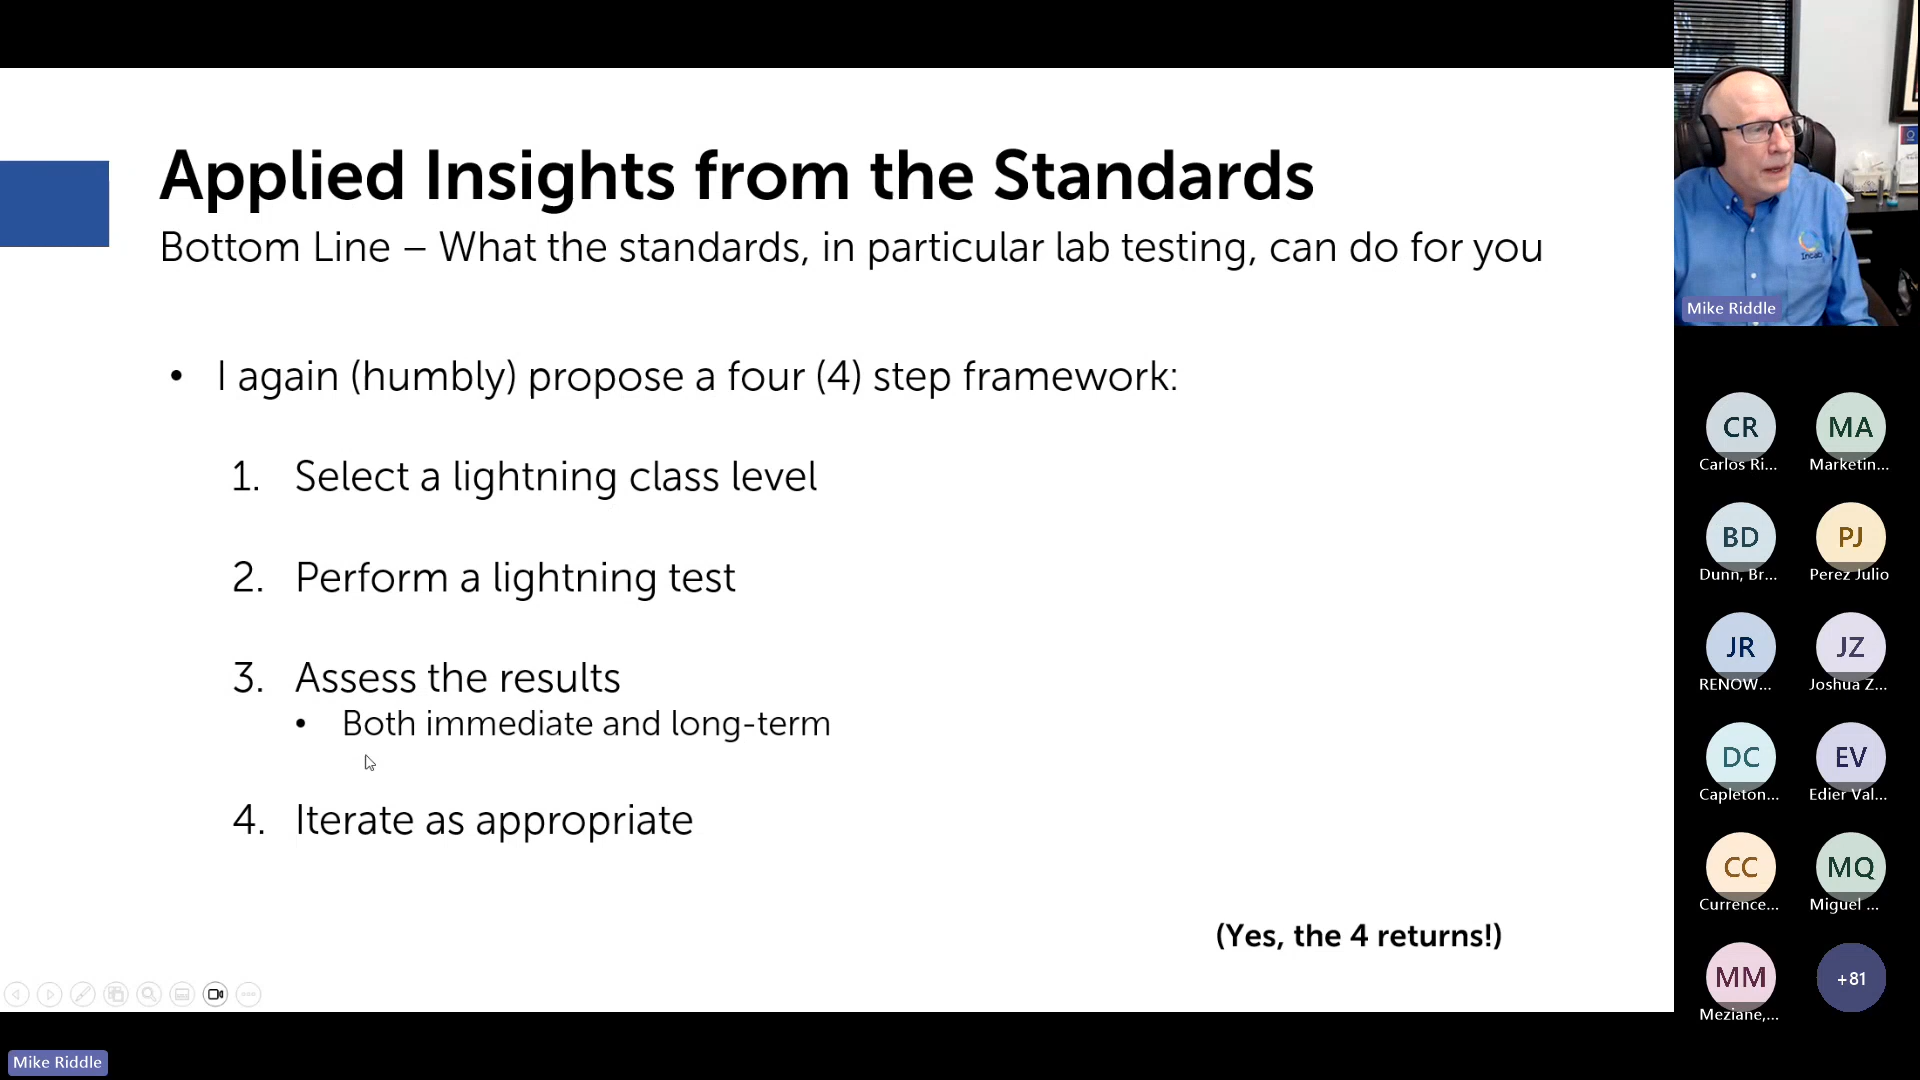 Applied Insights from the Standards
Bottom Line – What the standards, in particular lab testing, can do for you
• I again (humbly) propose a four (4) step framework:
1. Select a lightning class level
2. Perform a lightning test
3. Assess the results
• Both immediate and long-term
4. Iterate as appropriate
(Yes, the 4 returns!)
Mike Riddle
Incab
Mike Riddle
CR
MA
Carlos Ri...
Marketin...
BD
PJ
Dunn, Br...
Perez Julio
JR
JZ
RENOW...
Joshua Z...
DC
EV
Capleton...
Edier Val...
CC
MQ
Currence...
Miguel ...
MM
+81
Meziane,...